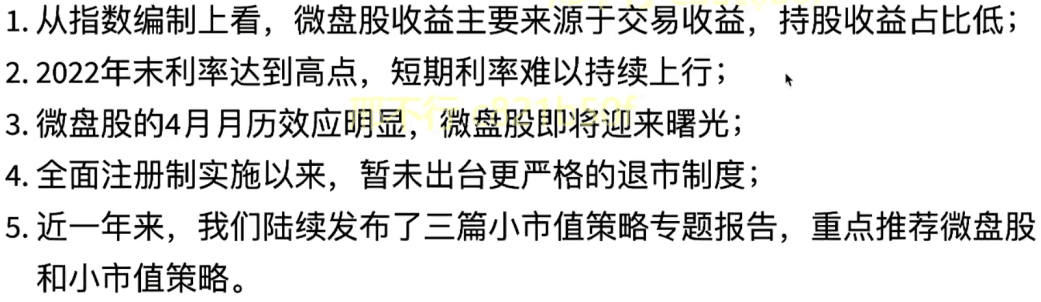 1. 从指数编制上看，微盘股收益主要来源于交易收益，持股收益占比低；
2. 2022年末利率达到高点，短期利率难以持续上行；
3. 微盘股的4月月历效应明显，微盘股即将迎来曙光；
4. 全面注册制实施以来，暂未出台更严格的退市制度；
5. 近一年来，我们陆续发布了三篇小市值策略专题报告，重点推荐微盘股
和小市值策略。